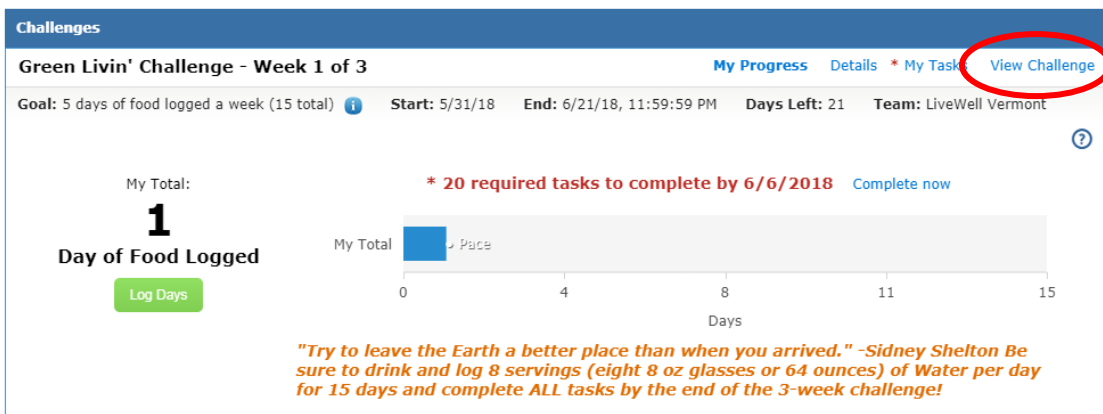 Challenges
Green Livin' Challenge - Week 1 of 3 My Progress Details * My Tasks View Challenge
Goal: 5 days of food logged a week (15 total) i Start: 5/31/18 End: 6/21/18, 11:59:59 PM Days Left: 21 Team: LiveWell Vermont
?
My Total:
1
Day of Food Logged
Log Days
* 20 required tasks to complete by 6/6/2018 Complete now
My Total Pace
0 4 8 11 15
Days
"Try to leave the Earth a better place than when you arrived." -Sidney Shelton Be
sure to drink and log 8 servings (eight 8 oz glasses or 64 ounces) of Water per day
for 15 days and complete ALL tasks by the end of the 3-week challenge!